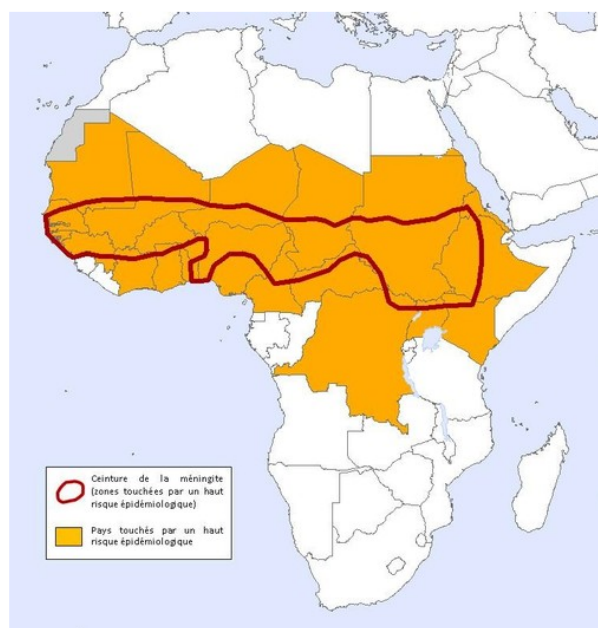 Ceinture de la méningite
(zones touchées par un haut
risque épidémiologique)
Pays touchés par un haut
risque épidémiologique